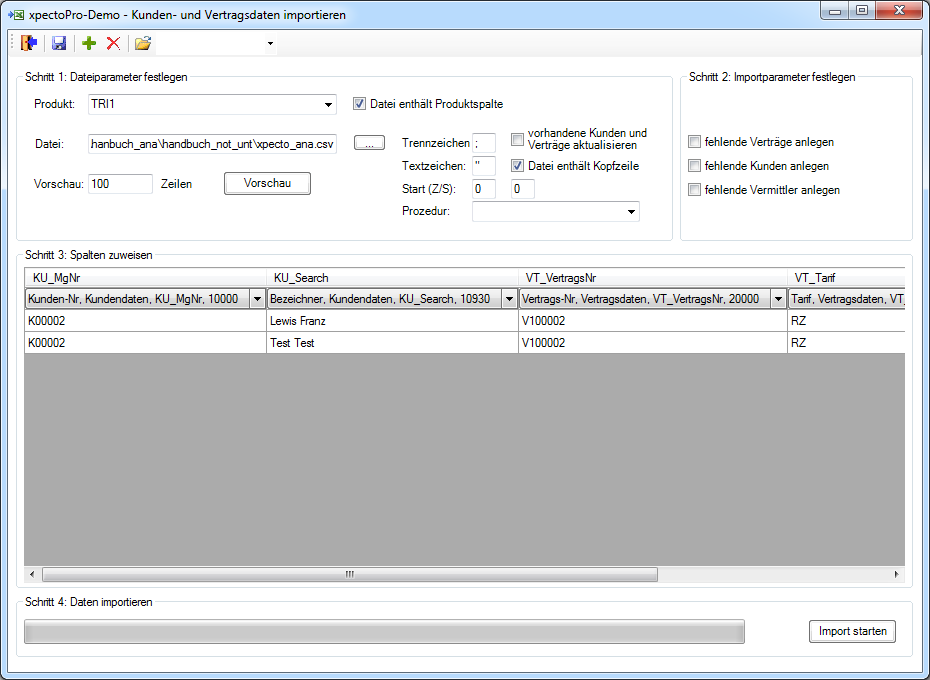 xpectoPro-Demo - Kunden- und Vertragsdaten importieren
Schritt 1: Dateiparameter festlegen
Produkt: TRI1
Datei enthält Produktspalte
Datei: hanbuch_ana\handbuch_not_unt\xpecto_ana.csv ...
Vorschau: 100 Zeilen Vorschau
Trennzeichen ;
vorhandene Kunden und
Verträge aktualisieren
Textzeichen: "
Datei enthält Kopfzeile
Start (Z/S): 0 0
Prozedur:
Schritt 2: Importparameter festlegen
fehlende Verträge anlegen
fehlende Kunden anlegen
fehlende Vermittler anlegen
Schritt 3: Spalten zuweisen
KU_MgNr KU_Search VT_VertragsNr VT_Tarif
Kunden-Nr, Kundendaten, KU_MgNr, 10000 Bezeichner, Kundendaten, KU_Search, 10930 Vertrags-Nr, Vertragsdaten, VT_VertragsNr, 20000 Tarif, Vertragsdaten, VT_
K00002 Lewis Franz V100002 RZ
K00002 Test Test V100002 RZ
Schritt 4: Daten importieren
Import starten